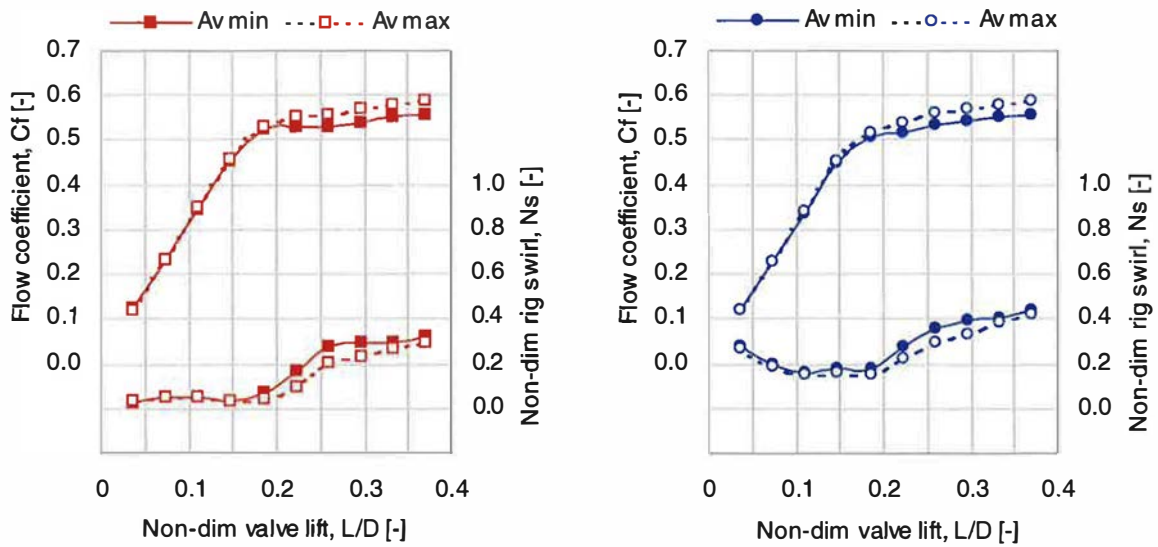 Av min Av max
0.7
0.6
0.5
0.4
0.3
0.2
0.1
0.0
Flow coefficient, Cf [-]
1.0
0.8
0.6
0.4
0.2
0.0
Non-dim rig swirl, Ns [-]
0 0.1 0.2 0.3 0.4
Non-dim valve lift, L/D [-]
Av min Av max
0.7
0.6
0.5
0.4
0.3
0.2
0.1
0.0
Flow coefficient, Cf [-]
1.0
0.8
0.6
0.4
0.2
0.0
Non-dim rig swirl, Ns [-]
0 0.1 0.2 0.3 0.4
Non-dim valve lift, L/D [-]